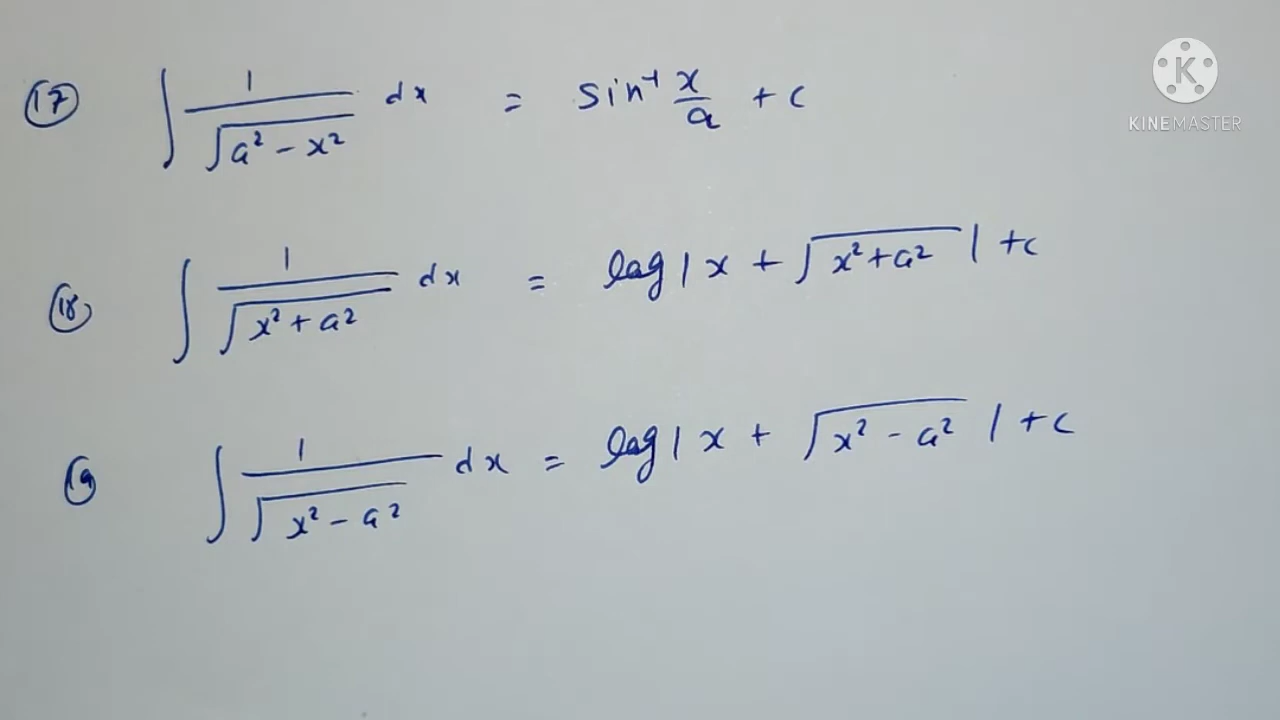 (17) ∫ 1/√(a² - x²) dx = sin⁻¹ x/a + c
K
KINEMASTER
(18) ∫ 1/√(x² + a²) dx = log | x + √(x² + a²) | + c
(19) ∫ 1/√(x² - a²) dx = log | x + √(x² - a²) | + c